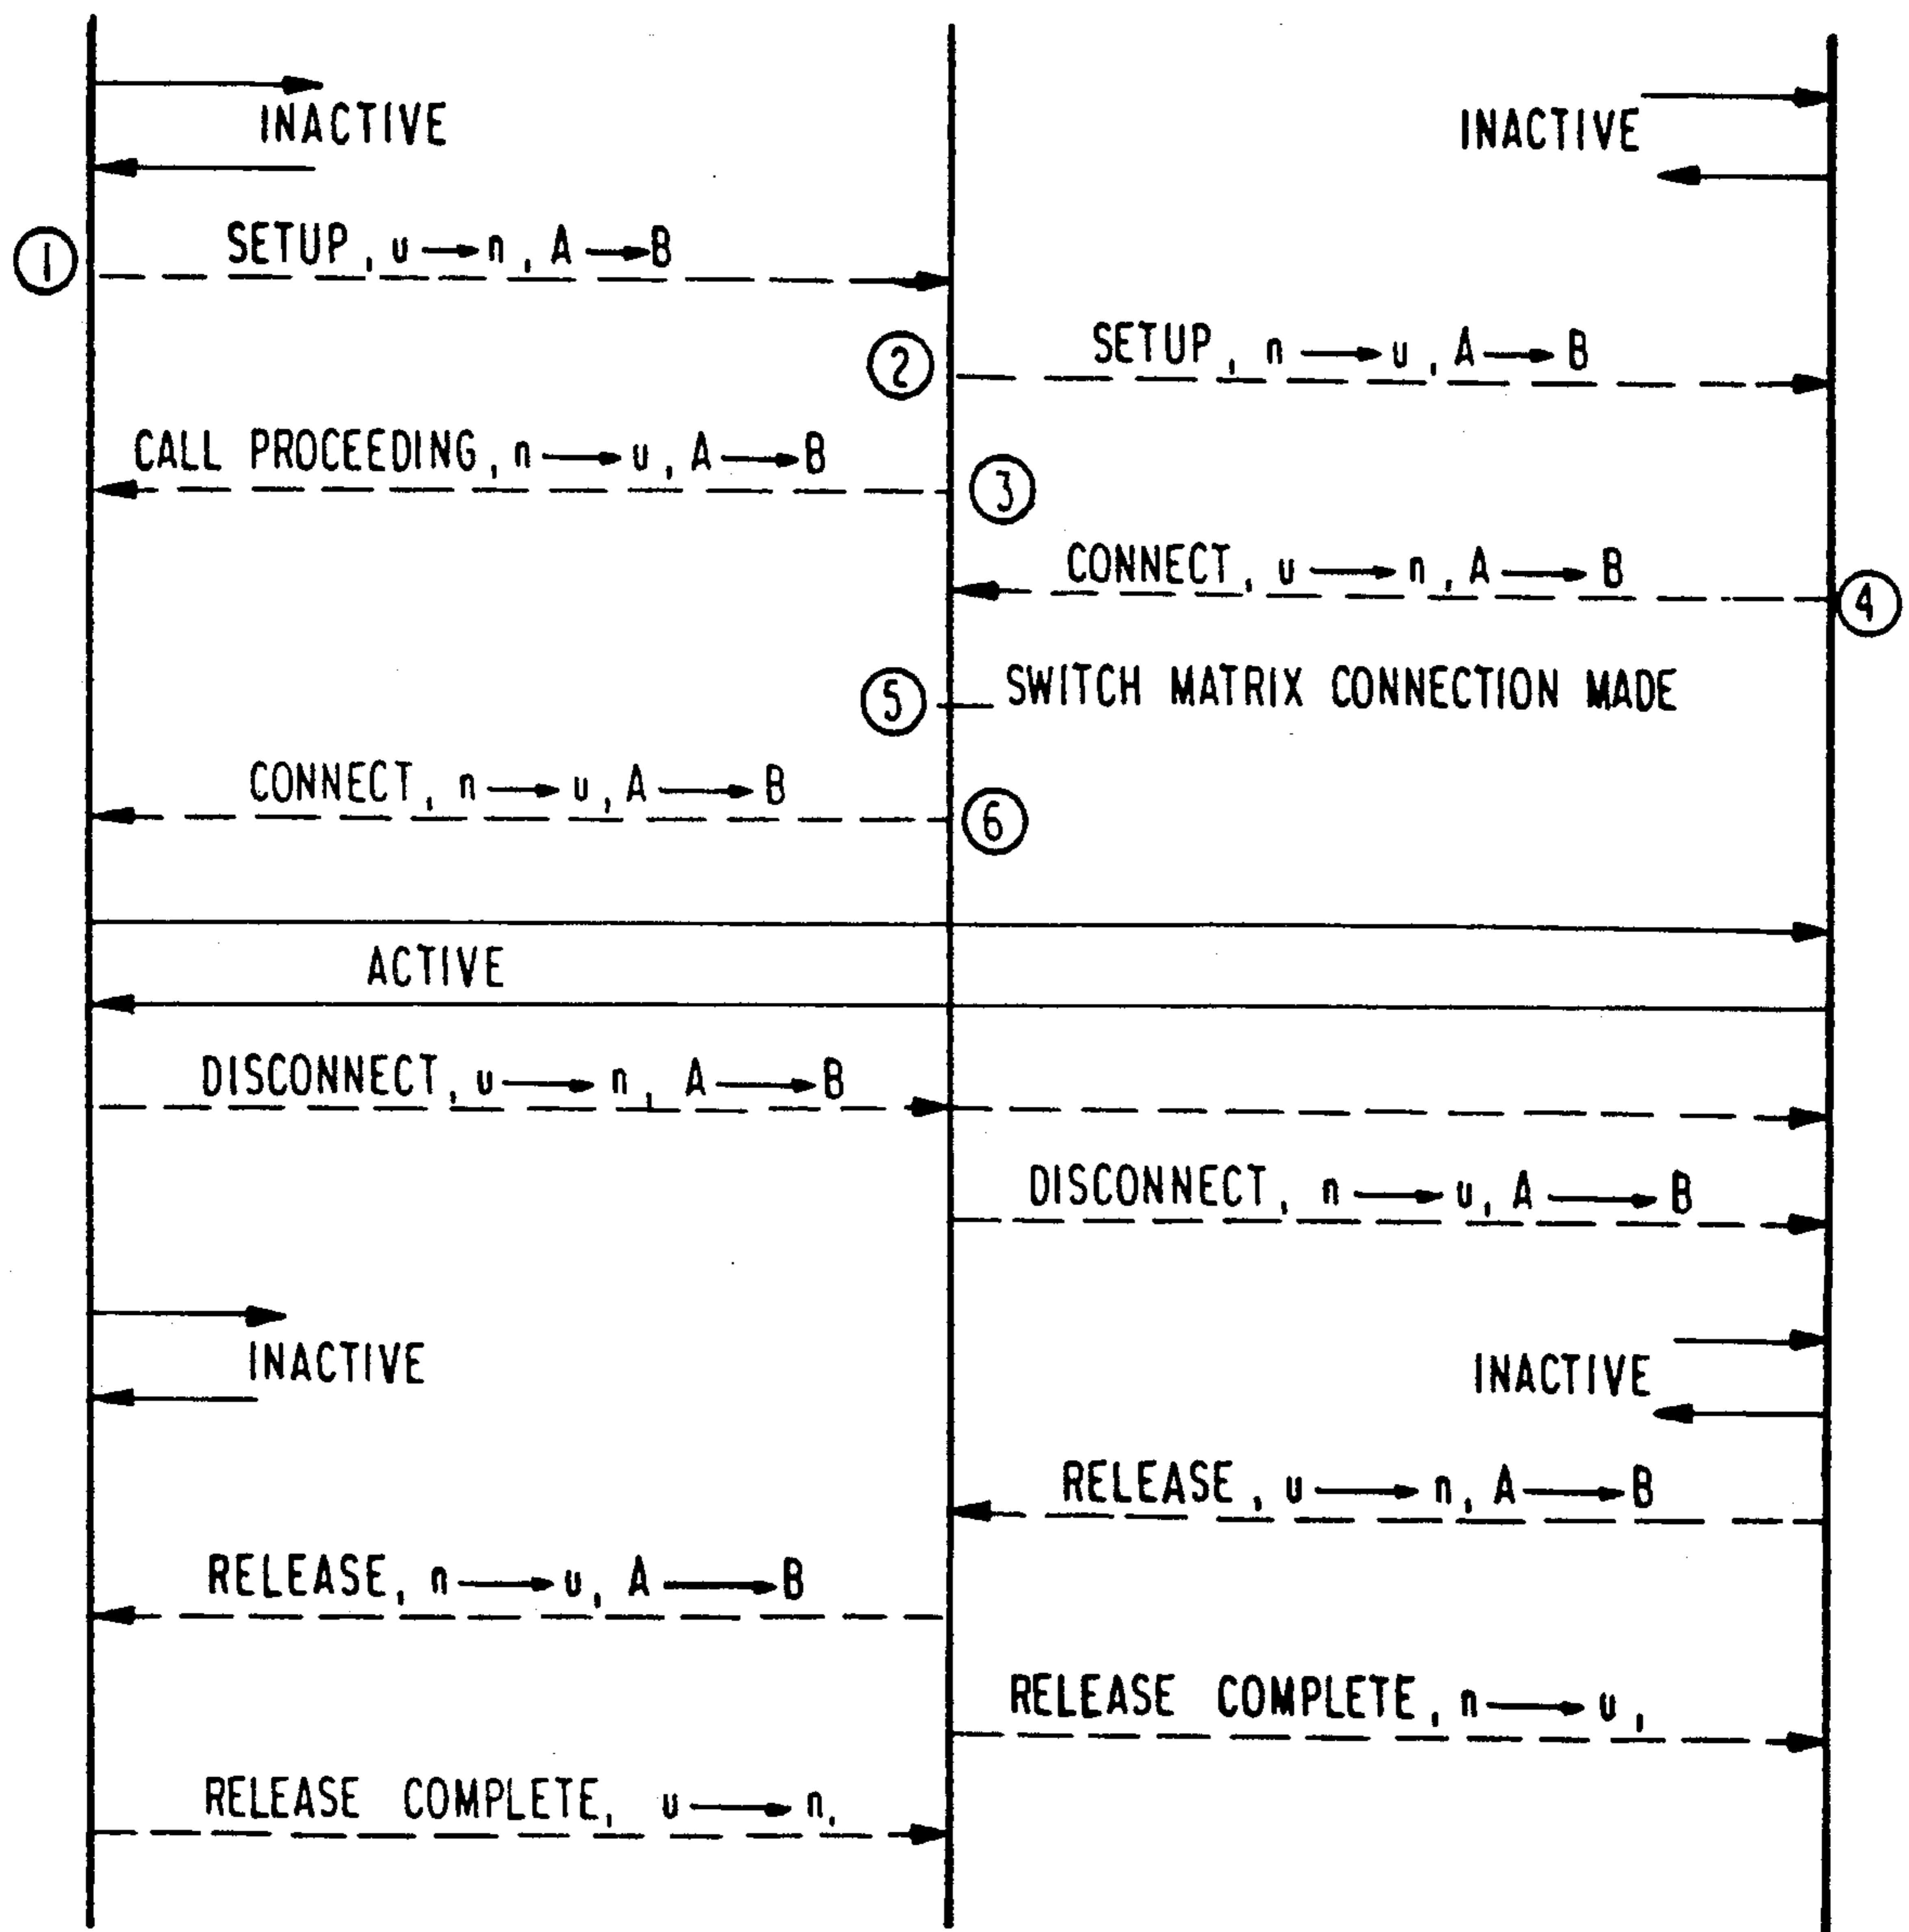 INACTIVE
INACTIVE
① SETUP, u → n, A → B
② SETUP, n → u, A → B
CALL PROCEEDING, n → u, A → B ③
CONNECT, u → n, A → B ④
⑤ SWITCH MATRIX CONNECTION MADE
CONNECT, n → u, A → B ⑥
ACTIVE
DISCONNECT, u → n, A → B
DISCONNECT, n → u, A → B
INACTIVE
INACTIVE
RELEASE, u → n, A → B
RELEASE, n → u, A → B
RELEASE COMPLETE, n → u,
RELEASE COMPLETE, u → n,